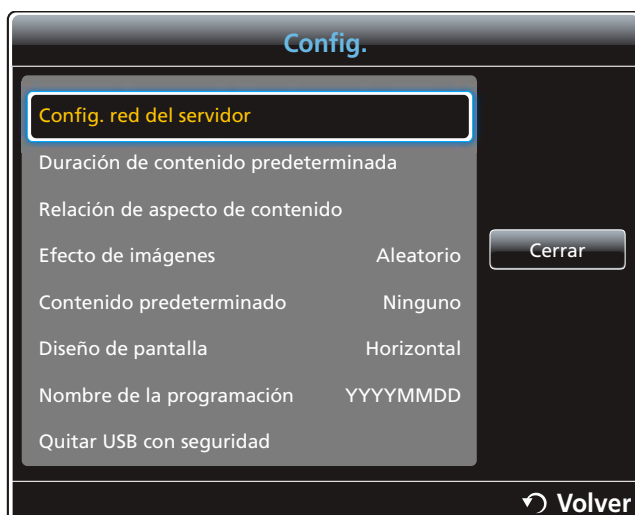 Config.
Config. red del servidor
Duración de contenido predeterminada
Relación de aspecto de contenido
Efecto de imágenes Aleatorio
Cerrar
Contenido predeterminado Ninguno
Diseño de pantalla Horizontal
Nombre de la programación YYYYMMDD
Quitar USB con seguridad
Volver